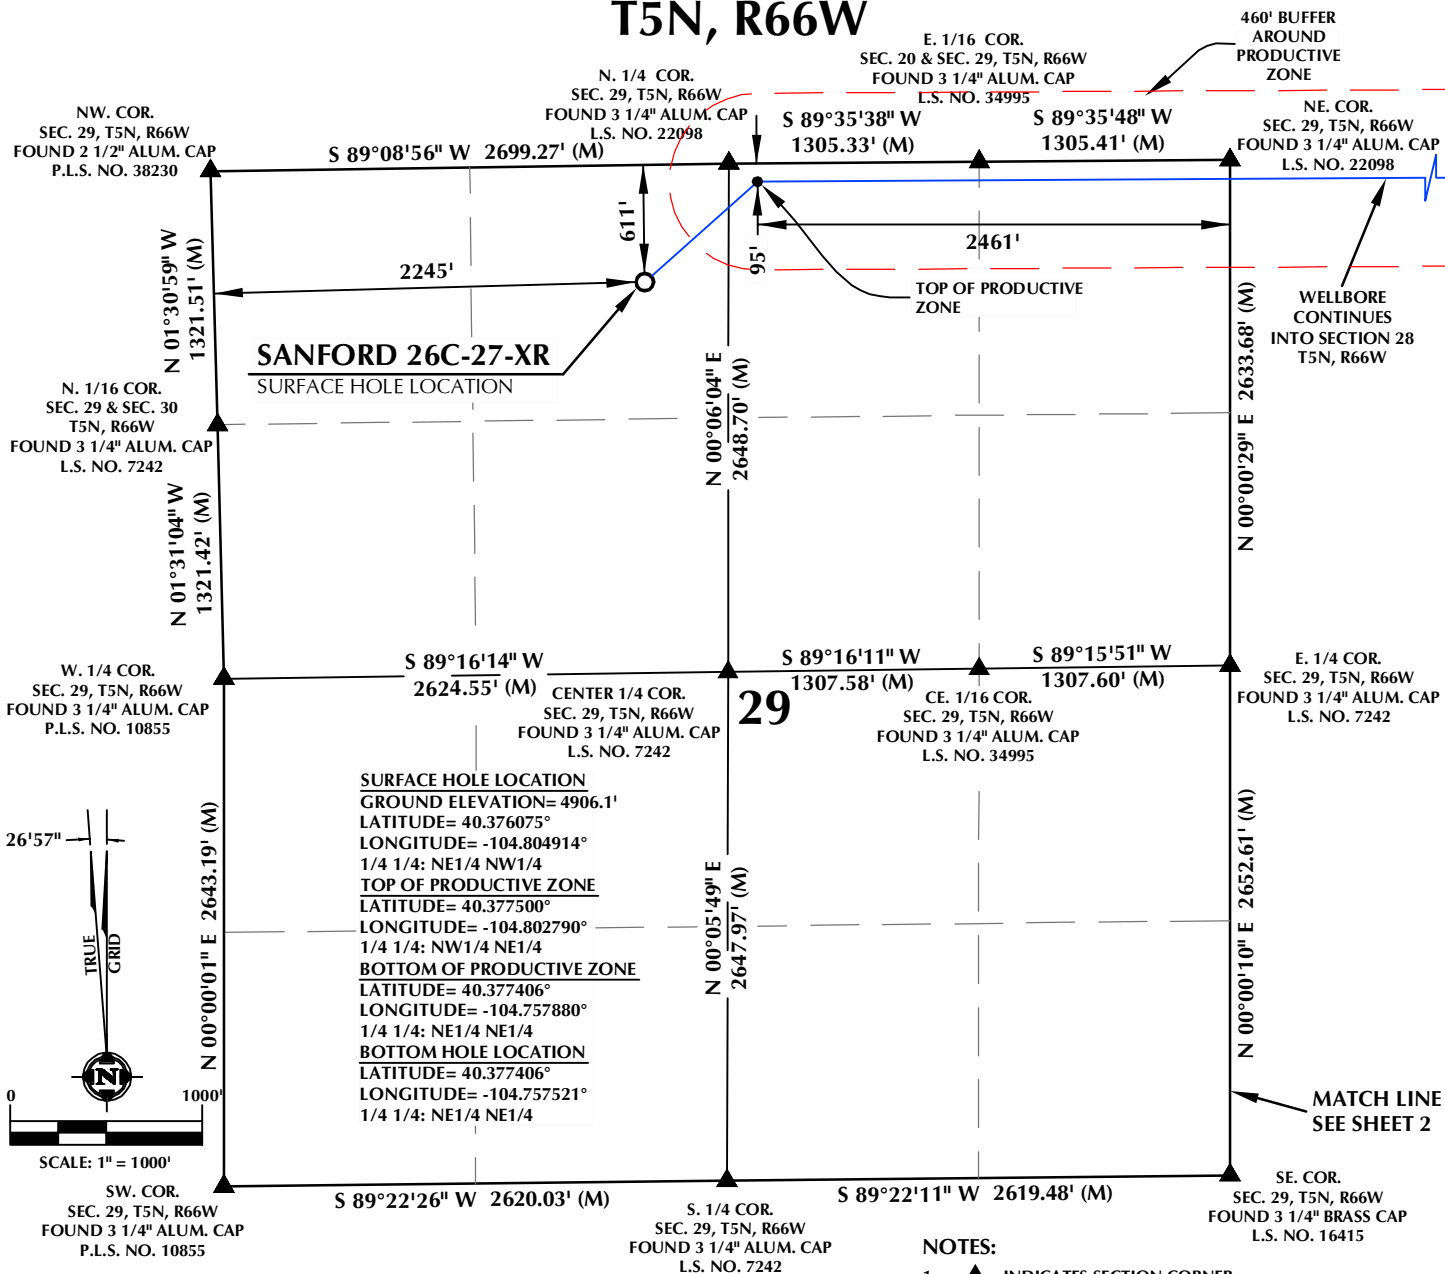 T5N, R66W
460' BUFFER
AROUND
PRODUCTIVE
ZONE
E. 1/16 COR.
SEC. 20 & SEC. 29, T5N, R66W
FOUND 3 1/4" ALUM. CAP
L.S. NO. 34995
N. 1/4 COR.
SEC. 29, T5N, R66W
FOUND 3 1/4" ALUM. CAP
L.S. NO. 22098
NW. COR.
SEC. 29, T5N, R66W
FOUND 2 1/2" ALUM. CAP
P.L.S. NO. 38230
NE. COR.
SEC. 29, T5N, R66W
FOUND 3 1/4" ALUM. CAP
L.S. NO. 22098
S 89°08'56" W 2699.27' (M)
S 89°35'38" W
1305.33' (M)
S 89°35'48" W
1305.41' (M)
N 01°30'59" W
1321.51' (M)
611'
2245'
95'
2461'
TOP OF PRODUCTIVE
ZONE
WELLBORE
CONTINUES
INTO SECTION 28
T5N, R66W
SANFORD 26C-27-XR
SURFACE HOLE LOCATION
N. 1/16 COR.
SEC. 29 & SEC. 30
T5N, R66W
FOUND 3 1/4" ALUM. CAP
L.S. NO. 7242
N 00°06'04" E
2648.70' (M)
N 00°00'29" E 2633.68' (M)
N 01°31'04" W
1321.42' (M)
W. 1/4 COR.
SEC. 29, T5N, R66W
FOUND 3 1/4" ALUM. CAP
P.L.S. NO. 10855
S 89°16'14" W
2624.55' (M)
CENTER 1/4 COR.
SEC. 29, T5N, R66W
FOUND 3 1/4" ALUM. CAP
L.S. NO. 7242
29
S 89°16'11" W
1307.58' (M)
S 89°15'51" W
1307.60' (M)
CE. 1/16 COR.
SEC. 29, T5N, R66W
FOUND 3 1/4" ALUM. CAP
L.S. NO. 34995
E. 1/4 COR.
SEC. 29, T5N, R66W
FOUND 3 1/4" ALUM. CAP
L.S. NO. 7242
SURFACE HOLE LOCATION
GROUND ELEVATION= 4906.1'
LATITUDE= 40.376075°
LONGITUDE= -104.804914°
1/4 1/4: NE1/4 NW1/4
TOP OF PRODUCTIVE ZONE
LATITUDE= 40.377500°
LONGITUDE= -104.802790°
1/4 1/4: NW1/4 NE1/4
BOTTOM OF PRODUCTIVE ZONE
LATITUDE= 40.377406°
LONGITUDE= -104.757880°
1/4 1/4: NE1/4 NE1/4
BOTTOM HOLE LOCATION
LATITUDE= 40.377406°
LONGITUDE= -104.757521°
1/4 1/4: NE1/4 NE1/4
N 00°00'01" E 2643.19' (M)
N 00°05'49" E
2647.97' (M)
N 00°00'10" E 2652.61' (M)
26'57"
TRUE
GRID
N
0 1000'
SCALE: 1" = 1000'
MATCH LINE
SEE SHEET 2
SW. COR.
SEC. 29, T5N, R66W
FOUND 3 1/4" ALUM. CAP
P.L.S. NO. 10855
S 89°22'26" W 2620.03' (M)
S 89°22'11" W 2619.48' (M)
S. 1/4 COR.
SEC. 29, T5N, R66W
FOUND 3 1/4" ALUM. CAP
L.S. NO. 7242
SE. COR.
SEC. 29, T5N, R66W
FOUND 3 1/4" BRASS CAP
L.S. NO. 16415
NOTES:
INDICATES SECTION CORNER